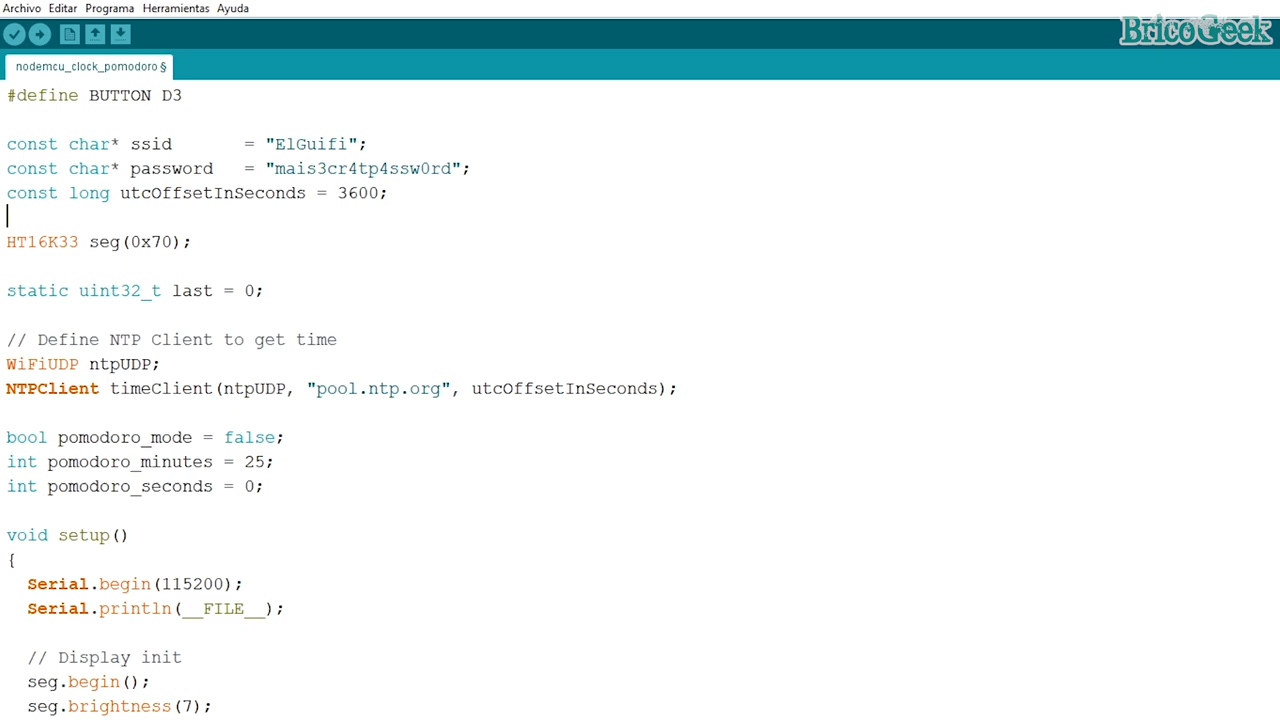 Archivo Editar Programa Herramientas Ayuda
BricoGeek
nodemcu_clock_pomodoro §
#define BUTTON D3
const char* ssid       = "ElGuifi";
const char* password   = "mais3cr4tp4ssw0rd";
const long utcOffsetInSeconds = 3600;
HT16K33 seg(0x70);
static uint32_t last = 0;
// Define NTP Client to get time
WiFiUDP ntpUDP;
NTPClient timeClient(ntpUDP, "pool.ntp.org", utcOffsetInSeconds);
bool pomodoro_mode = false;
int pomodoro_minutes = 25;
int pomodoro_seconds = 0;
void setup()
{
  Serial.begin(115200);
  Serial.println(__FILE__);
  // Display init
  seg.begin();
  seg.brightness(7);